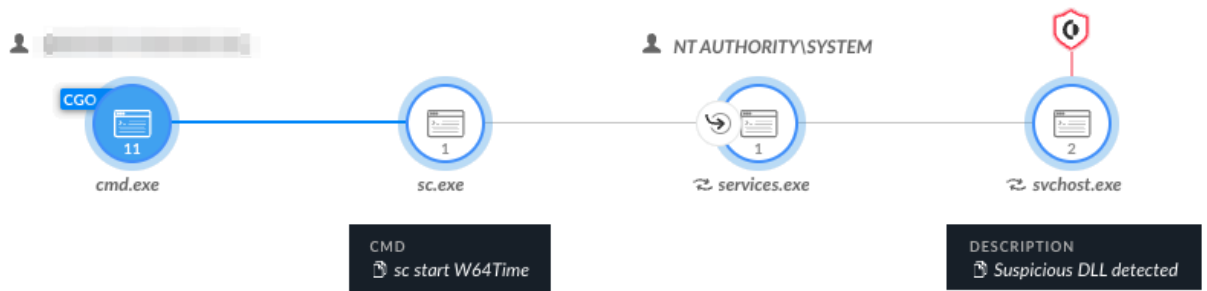 NT AUTHORITY\SYSTEM
CGO
11
1
1
2
cmd.exe
sc.exe
services.exe
svchost.exe
CMD
sc start W64Time
DESCRIPTION
Suspicious DLL detected